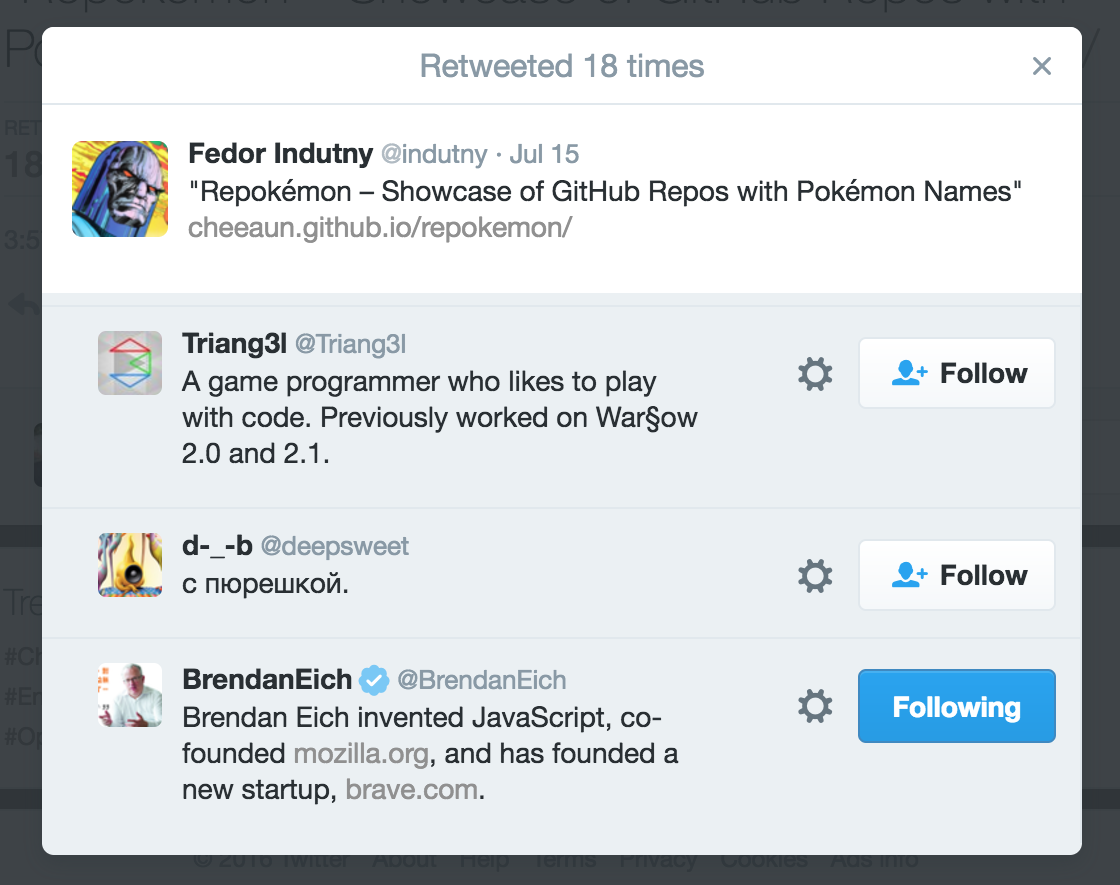 Retweeted 18 times
Fedor Indutny @indutny · Jul 15
"Repokémon – Showcase of GitHub Repos with Pokémon Names"
cheeaun.github.io/repokemon/
Triang3l @Triang3l
Follow
A game programmer who likes to play
with code. Previously worked on War§ow
2.0 and 2.1.
d-_-b @deepsweet
Follow
с пюрешкой.
BrendanEich @BrendanEich
Following
Brendan Eich invented JavaScript, co-
founded mozilla.org, and has founded a
new startup, brave.com.
© 2016 Twitter About Help Terms Privacy Cookies Ads info